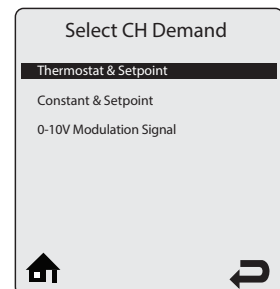 Select CH Demand
Thermostat & Setpoint
Constant & Setpoint
0-10V Modulation Signal